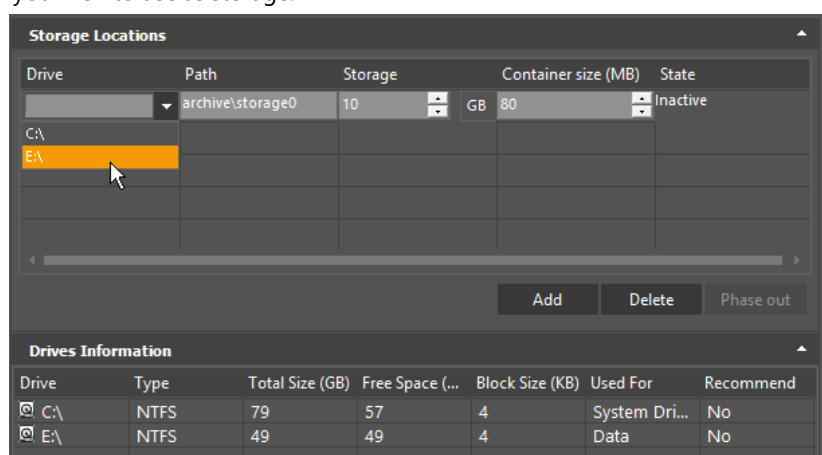 Storage Locations
Drive Path Storage Container size (MB) State
archive\storage0 10 GB 80 Inactive
C:\
E:\
Add Delete Phase out
Drives Information
Drive Type Total Size (GB) Free Space (... Block Size (KB) Used For Recommend
C:\ NTFS 79 57 4 System Dri... No
E:\ NTFS 49 49 4 Data No